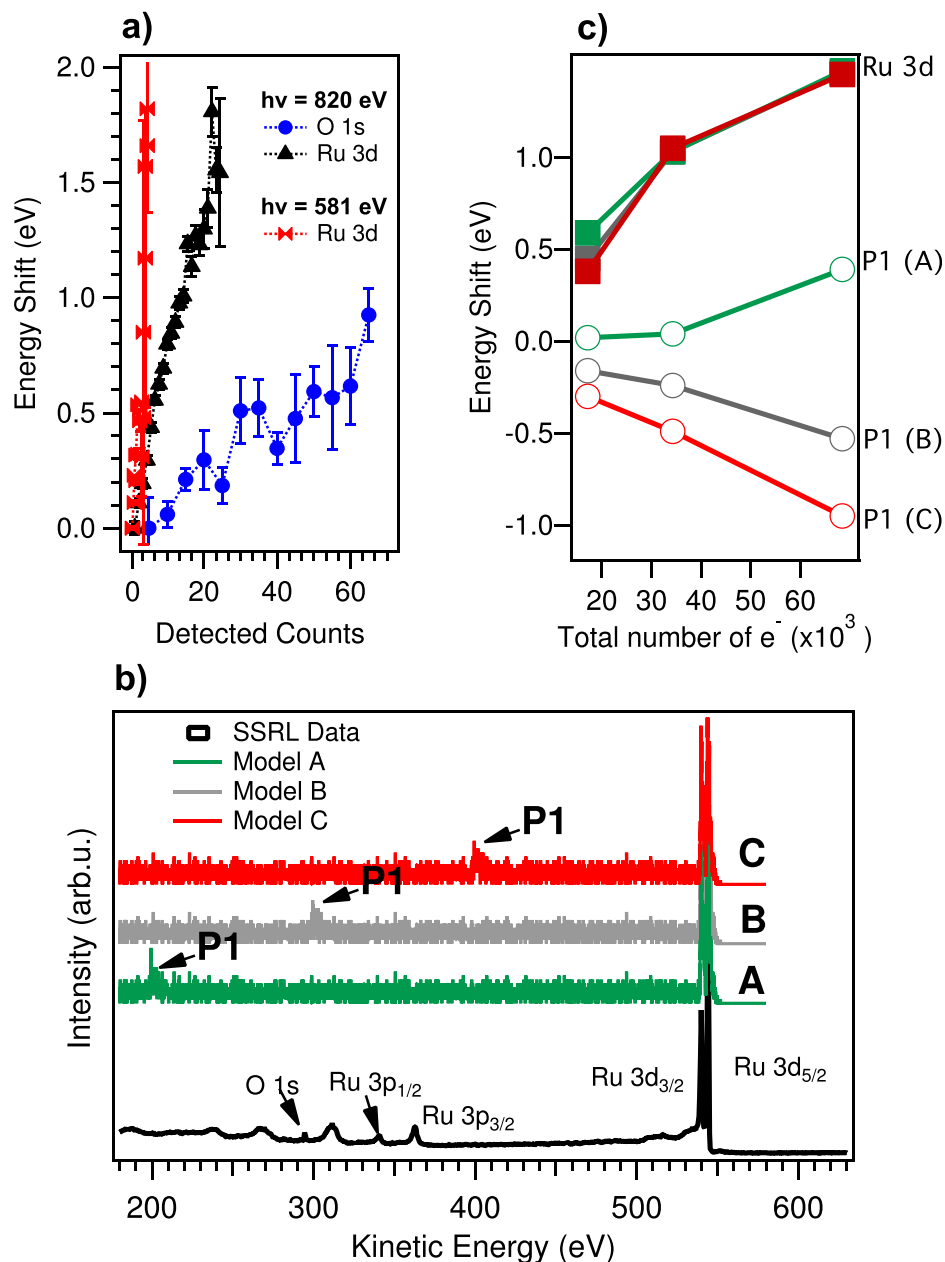 a)
2.0
1.5
1.0
0.5
0.0
Energy Shift (eV)
hν = 820 eV
O 1s
Ru 3d
hν = 581 eV
Ru 3d
0 20 40 60
Detected Counts
c)
1.0
0.5
0.0
-0.5
-1.0
Energy Shift (eV)
Ru 3d
P1 (A)
P1 (B)
P1 (C)
20 30 40 50 60
Total number of e⁻ (x10³)
b)
SSRL Data
Model A
Model B
Model C
P1
C
P1
B
P1
A
O 1s
Ru 3p₁/₂
Ru 3p₃/₂
Ru 3d₃/₂
Ru 3d₅/₂
Intensity (arb.u.)
200 300 400 500 600
Kinetic Energy (eV)